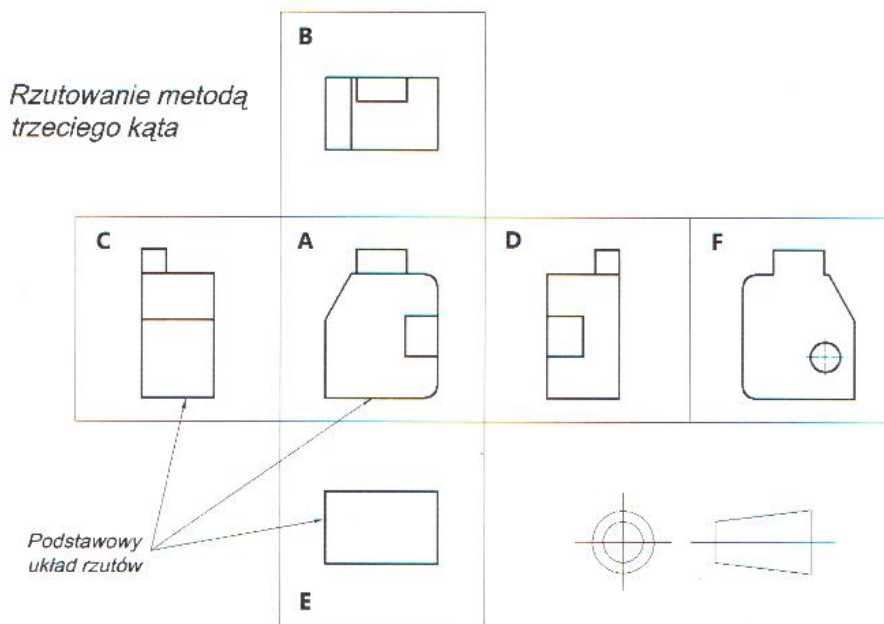 B
Rzutowanie metodą
trzeciego kąta
C
A
D
F
Podstawowy
układ rzutów
E